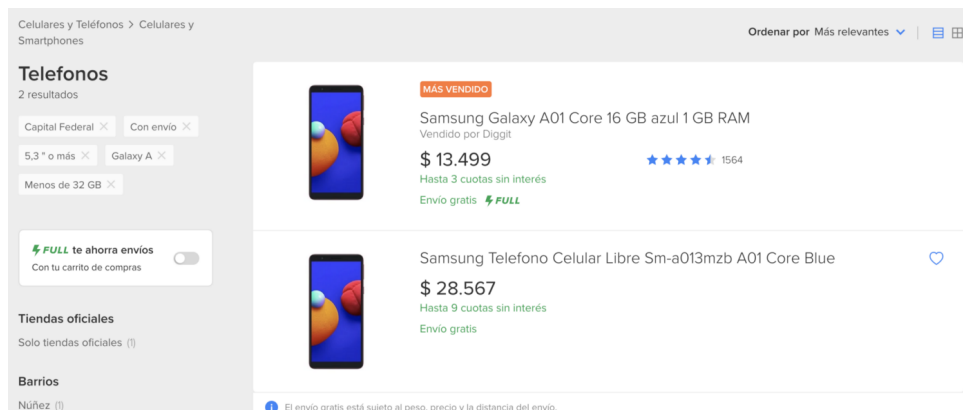 Celulares y Teléfonos > Celulares y
Smartphones
Ordenar por Más relevantes
Telefonos
2 resultados
Capital Federal ×
Con envío ×
5,3 " o más ×
Galaxy A ×
Menos de 32 GB ×
FULL te ahorra envíos
Con tu carrito de compras
Tiendas oficiales
Solo tiendas oficiales (1)
Barrios
Núñez (1)
MÁS VENDIDO
Samsung Galaxy A01 Core 16 GB azul 1 GB RAM
Vendido por Diggit
$ 13.499
1564
Hasta 3 cuotas sin interés
Envío gratis FULL
Samsung Telefono Celular Libre Sm-a013mzb A01 Core Blue
$ 28.567
Hasta 9 cuotas sin interés
Envío gratis
El envío gratis está sujeto al peso, precio y la distancia del envío.